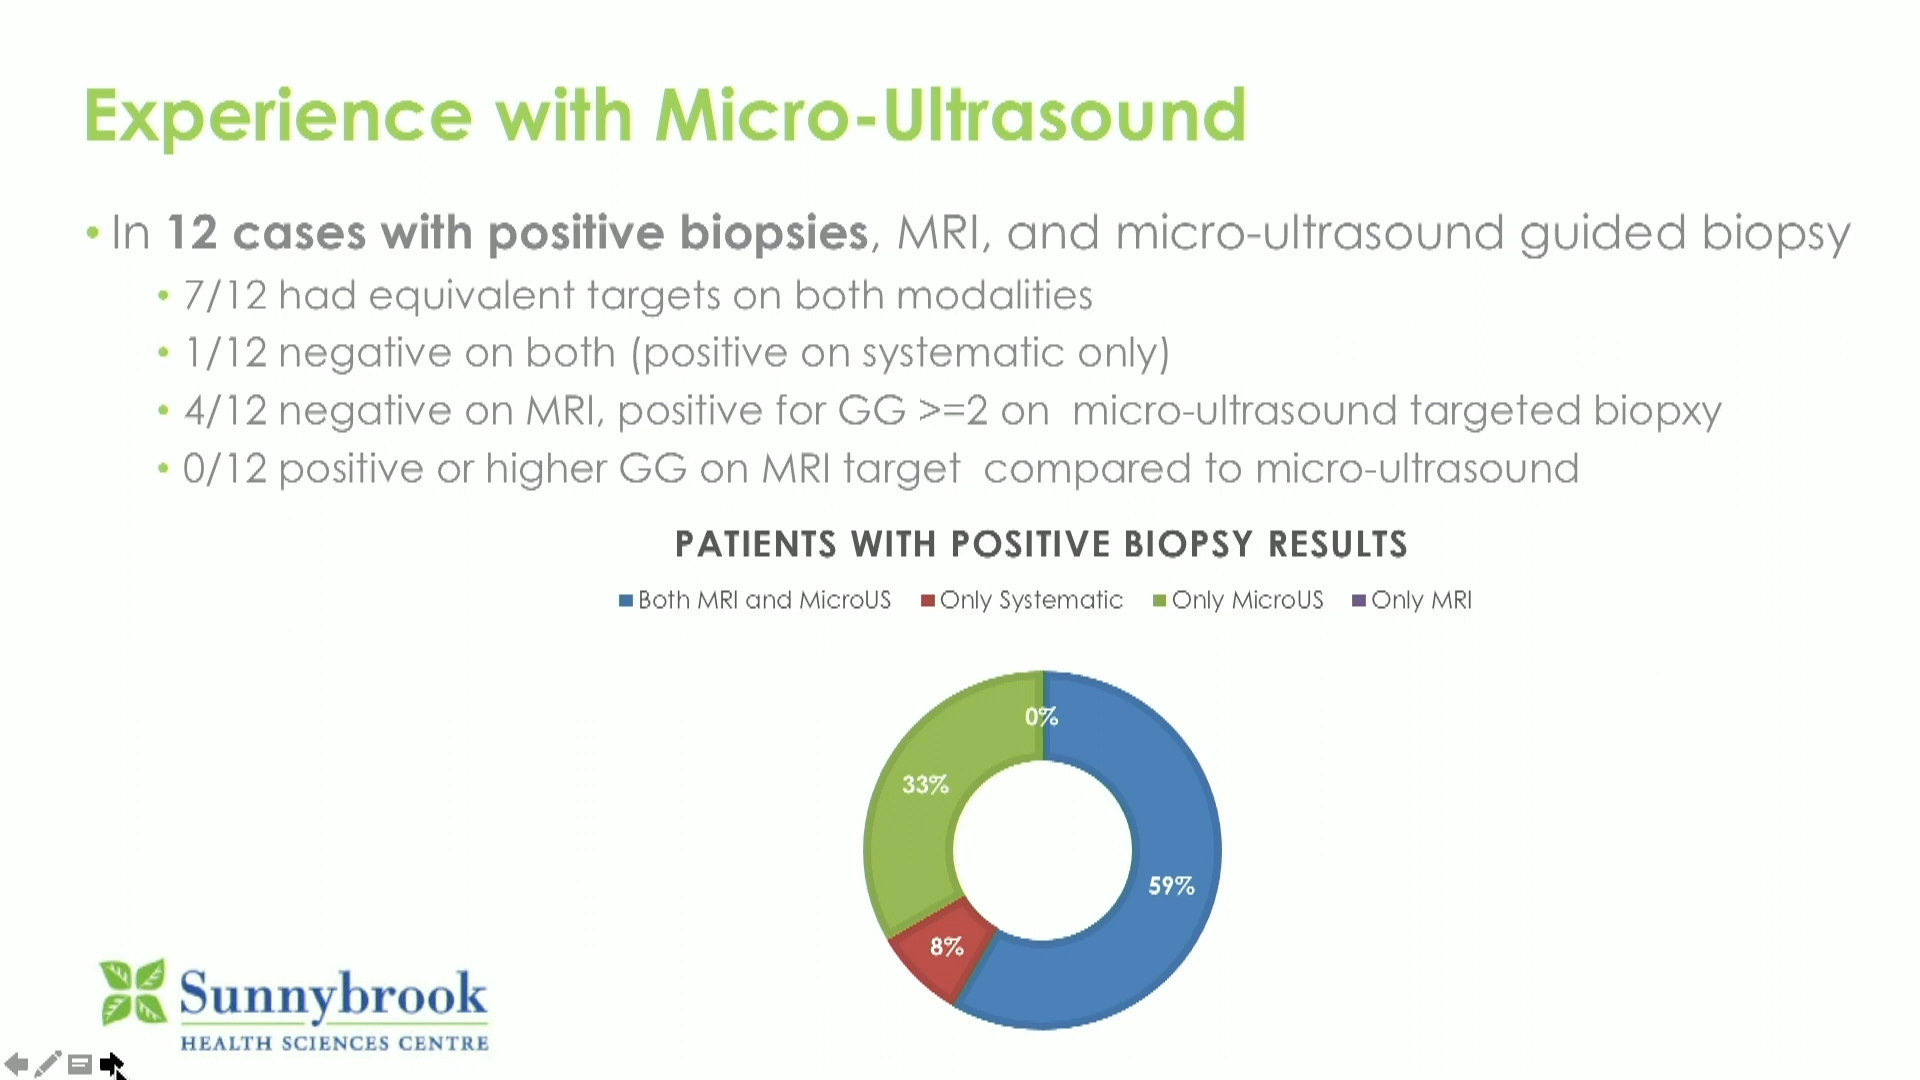 Experience with Micro-Ultrasound
• In 12 cases with positive biopsies, MRI, and micro-ultrasound guided biopsy
• 7/12 had equivalent targets on both modalities
• 1/12 negative on both (positive on systematic only)
• 4/12 negative on MRI, positive for GG >=2 on micro-ultrasound targeted biopxy
• 0/12 positive or higher GG on MRI target compared to micro-ultrasound
PATIENTS WITH POSITIVE BIOPSY RESULTS
Both MRI and MicroUS Only Systematic Only MicroUS Only MRI
0%
33%
59%
8%
Sunnybrook
HEALTH SCIENCES CENTRE